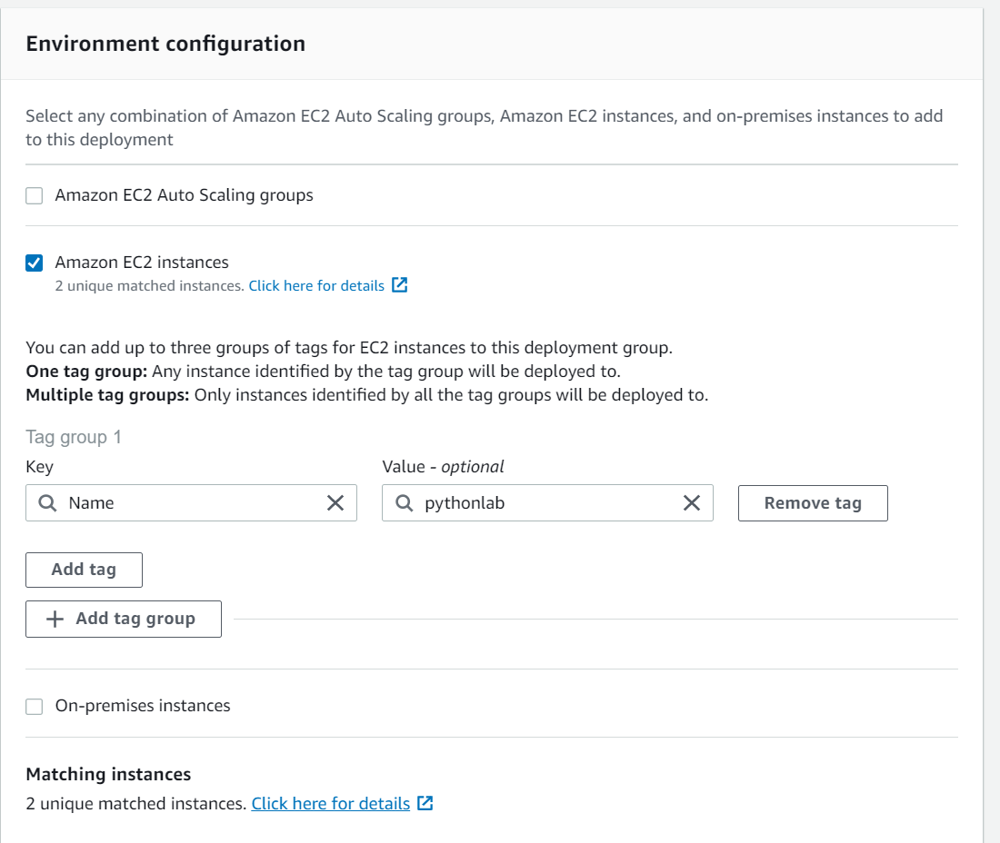 Environment configuration
Select any combination of Amazon EC2 Auto Scaling groups, Amazon EC2 instances, and on-premises instances to add
to this deployment
Amazon EC2 Auto Scaling groups
Amazon EC2 instances
2 unique matched instances. Click here for details
You can add up to three groups of tags for EC2 instances to this deployment group.
One tag group: Any instance identified by the tag group will be deployed to.
Multiple tag groups: Only instances identified by all the tag groups will be deployed to.
Tag group 1
Key Value - optional
Name pythonlab Remove tag
Add tag
Add tag group
On-premises instances
Matching instances
2 unique matched instances. Click here for details